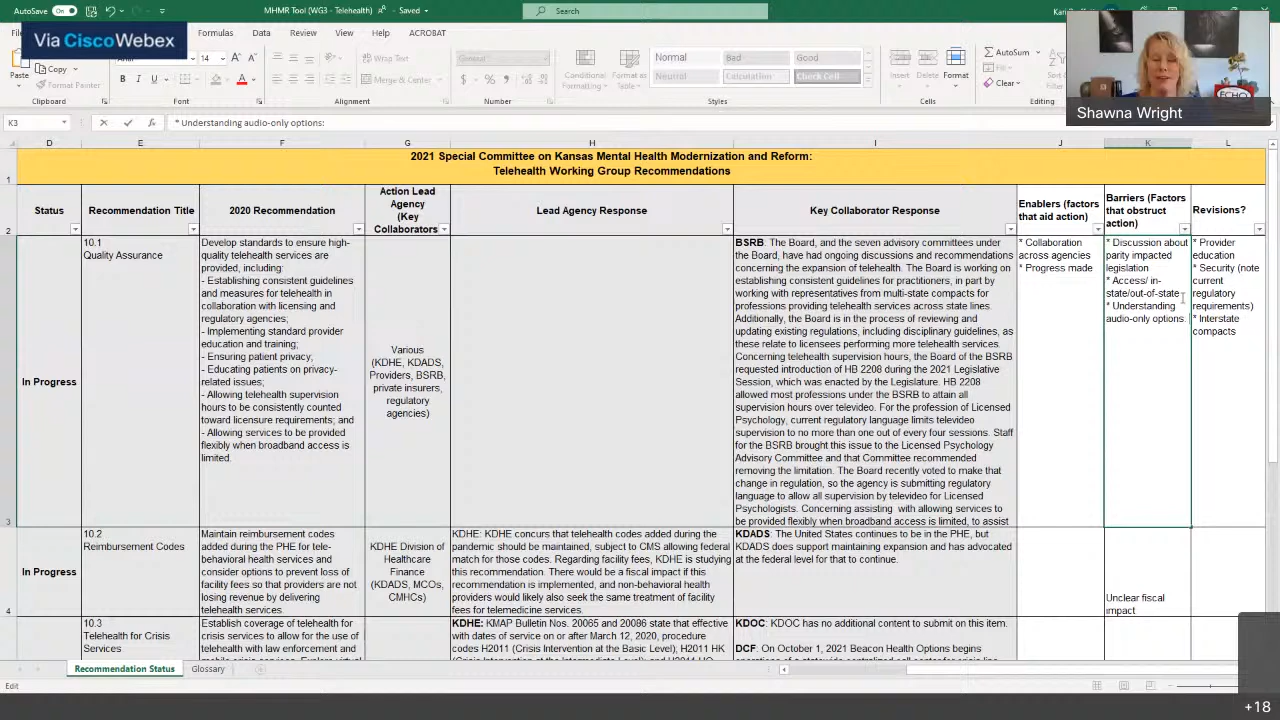 AutoSave On
MHMR Tool (WG3 - Telehealth) • Saved
Search
Via CiscoWebex
Formulas Data Review View Help ACROBAT
Paste
Copy
Format Painter
Clipboard
14
B I U
Font
Wrap Text
Merge & Center
Alignment
General
$ % ,
Number
Conditional Formatting
Format as Table
Normal Bad Good
Neutral Calculation Check Cell
Styles
Insert Delete Format
Cells
AutoSum
Fill
Clear
Editing
ECHO
Shawna Wright
K3
* Understanding audio-only options:
D E F G H I J K L
1
2021 Special Committee on Kansas Mental Health Modernization and Reform:
Telehealth Working Group Recommendations
2
Status
Recommendation Title
2020 Recommendation
Action Lead
Agency
(Key
Collaborators
Lead Agency Response
Key Collaborator Response
Enablers (factors
that aid action)
Barriers (Factors
that obstruct
action)
Revisions?
3
In Progress
10.1
Quality Assurance
Develop standards to ensure high-
quality telehealth services are
provided, including:
- Establishing consistent guidelines
and measures for telehealth in
collaboration with licensing and
regulatory agencies;
- Implementing standard provider
education and training;
- Ensuring patient privacy;
- Educating patients on privacy-
related issues;
- Allowing telehealth supervision
hours to be consistently counted
toward licensure requirements; and
- Allowing services to be provided
flexibly when broadband access is
limited.
Various
(KDHE, KDADS,
Providers, BSRB,
private insurers,
regulatory
agencies)
BSRB: The Board, and the seven advisory committees under
the Board, have had ongoing discussions and recommendations
concerning the expansion of telehealth. The Board is working on
establishing consistent guidelines for practitioners, in part
by working with representatives from multi-state compacts for
professions providing telehealth services across state lines.
Additionally, the Board is in the process of reviewing and
updating existing regulations, including disciplinary guidelines, as
these relate to licensees performing more telehealth services.
Concerning telehealth supervision hours, the Board of the BSRB
requested introduction of HB 2208 during the 2021 Legislative
Session, which was enacted by the Legislature. HB 2208
allowed most professions under the BSRB to attain all
supervision hours over televideo. For the profession of Licensed
Psychology, current regulatory language limits televideo
supervision to no more than one out of every four sessions. Staff
for the BSRB brought this issue to the Licensed Psychology
Advisory Committee and that Committee recommended
removing the limitation. The Board recently voted to make that
change in regulation, so the agency is submitting regulatory
language to allow all supervision by televideo for Licensed
Psychologists. Concerning assisting with allowing services to
be provided flexibly when broadband access is limited, to assist
* Collaboration
across agencies
* Progress made
* Discussion about
parity impacted
legislation
* Access/ in-
state/out-of-state
* Understanding
audio-only options:
* Provider
education
* Security (note
current
regulatory
requirements)
* Interstate
compacts
4
In Progress
10.2
Reimbursement Codes
Maintain reimbursement codes
added during the PHE for tele-
behavioral health services and
consider options to prevent loss of
facility fees so that providers are not
losing revenue by delivering
telehealth services.
KDHE Division of
Healthcare
Finance
(KDADS, MCOs,
CMHCs)
KDHE: KDHE concurs that telehealth codes added during the
pandemic should be maintained, subject to CMS allowing federal
match for those codes. Regarding facility fees, KDHE is studying
this recommendation. There would be a fiscal impact if this
recommendation is implemented, and non-behavioral health
providers would likely also seek the same treatment of facility
fees for telemedicine services.
KDADS: The United States continues to be in the PHE, but
KDADS does support maintaining expansion and has advocated
at the federal level for that to continue.
Unclear fiscal
impact
10.3
Telehealth for Crisis
Services
Establish coverage of telehealth for
crisis services to allow for the use of
telehealth with law enforcement and
KDHE: KMAP Bulletin Nos. 20065 and 20086 state that effective
with dates of service on or after March 12, 2020, procedure
codes H2011 (Crisis Intervention at the Basic Level), H2011 HK
KDOC: KDOC has no additional content to submit on this item.
DCF: On October 1, 2021 Beacon Health Options begins
Recommendation Status Glossary
Edit
+18